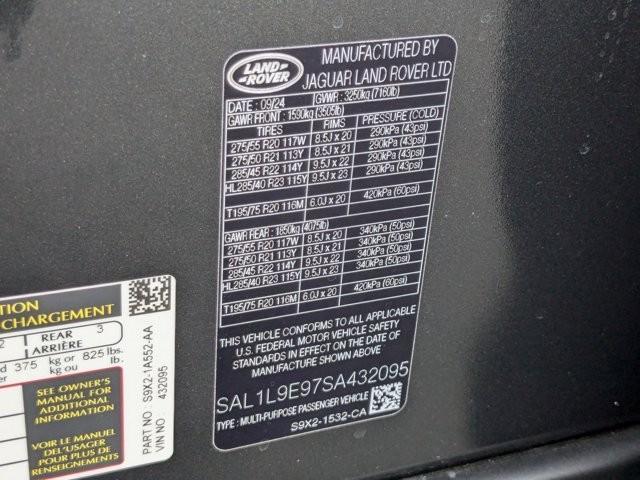 LAND
ROVER
MANUFACTURED BY
JAGUAR LAND ROVER LTD
DATE : 09/24 GVWR : 3250kg (7160lb)
GAWR FRONT : 1590kg (3505lb)
TIRES RIMS PRESSURE (COLD)
275/55 R20 117W 8.5J x 20 290kPa (43psi)
275/50 R21 113Y 8.5J x 21 290kPa (43psi)
285/45 R22 114Y 9.5J x 22 290kPa (43psi)
HL285/40 R23 115Y 9.5J x 23 290kPa (43psi)
T195/75 R20 116M 6.0J x 20 420kPa (60psi)
GAWR REAR : 1850kg (4075lb)
275/55 R20 117W 8.5J x 20 340kPa (50psi)
275/50 R21 113Y 8.5J x 21 340kPa (50psi)
285/45 R22 114Y 9.5J x 22 340kPa (50psi)
HL285/40 R23 115Y 9.5J x 23 340kPa (50psi)
T195/75 R20 116M 6.0J x 20 420kPa (60psi)
THIS VEHICLE CONFORMS TO ALL APPLICABLE
U.S. FEDERAL MOTOR VEHICLE SAFETY
STANDARDS IN EFFECT ON THE DATE OF
MANUFACTURE SHOWN ABOVE
SAL1L9E97SA432095
TYPE : MULTI-PURPOSE PASSENGER VEHICLE
S9X2-1532-CA
TION
CHARGEMENT
2 REAR 3
ARRIÈRE
375 kg or 825 lbs.
kg ou lb.
SEE OWNER'S
MANUAL FOR
ADDITIONAL
INFORMATION
VOIR LE MANUEL
DE L'USAGER
POUR PLUS DE
RENSEIGNEMENTS
PART NO : S9X2-1A552-AA
VIN NO : 432095